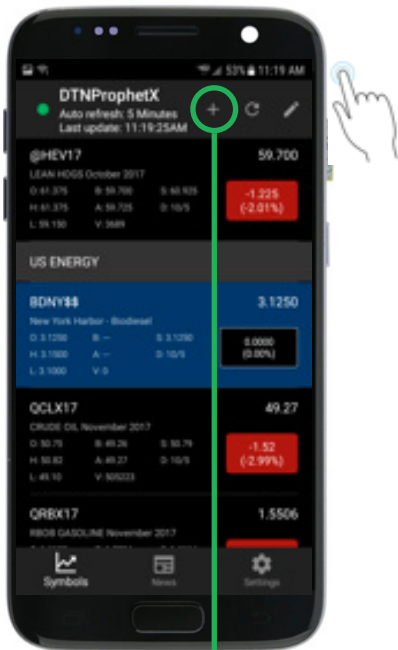 53% 11:19 AM
DTNProphetX
Auto refresh: 5 Minutes
Last update: 11:19:25AM
@HEV17 59.700
LEAN HOGS October 2017
O: 61.375 B: 59.700 S: 60.925
H: 61.375 A: 59.725 D: 10/5
L: 59.150 V: 3689
-1.225
(-2.01%)
US ENERGY
BDNY$$ 3.1250
New York Harbor - Biodiesel
O: 3.1250 B: -- S: 3.1250
H: 3.1500 A: -- D: 10/5
L: 3.1000 V: 0
0.0000
(0.00%)
QCLX17 49.27
CRUDE OIL November 2017
O: 50.75 B: 49.26 S: 50.79
H: 50.82 A: 49.27 D: 10/5
L: 49.10 V: 505223
-1.52
(-2.99%)
QRBX17 1.5506
RBOB GASOLINE November 2017
Symbols News Settings